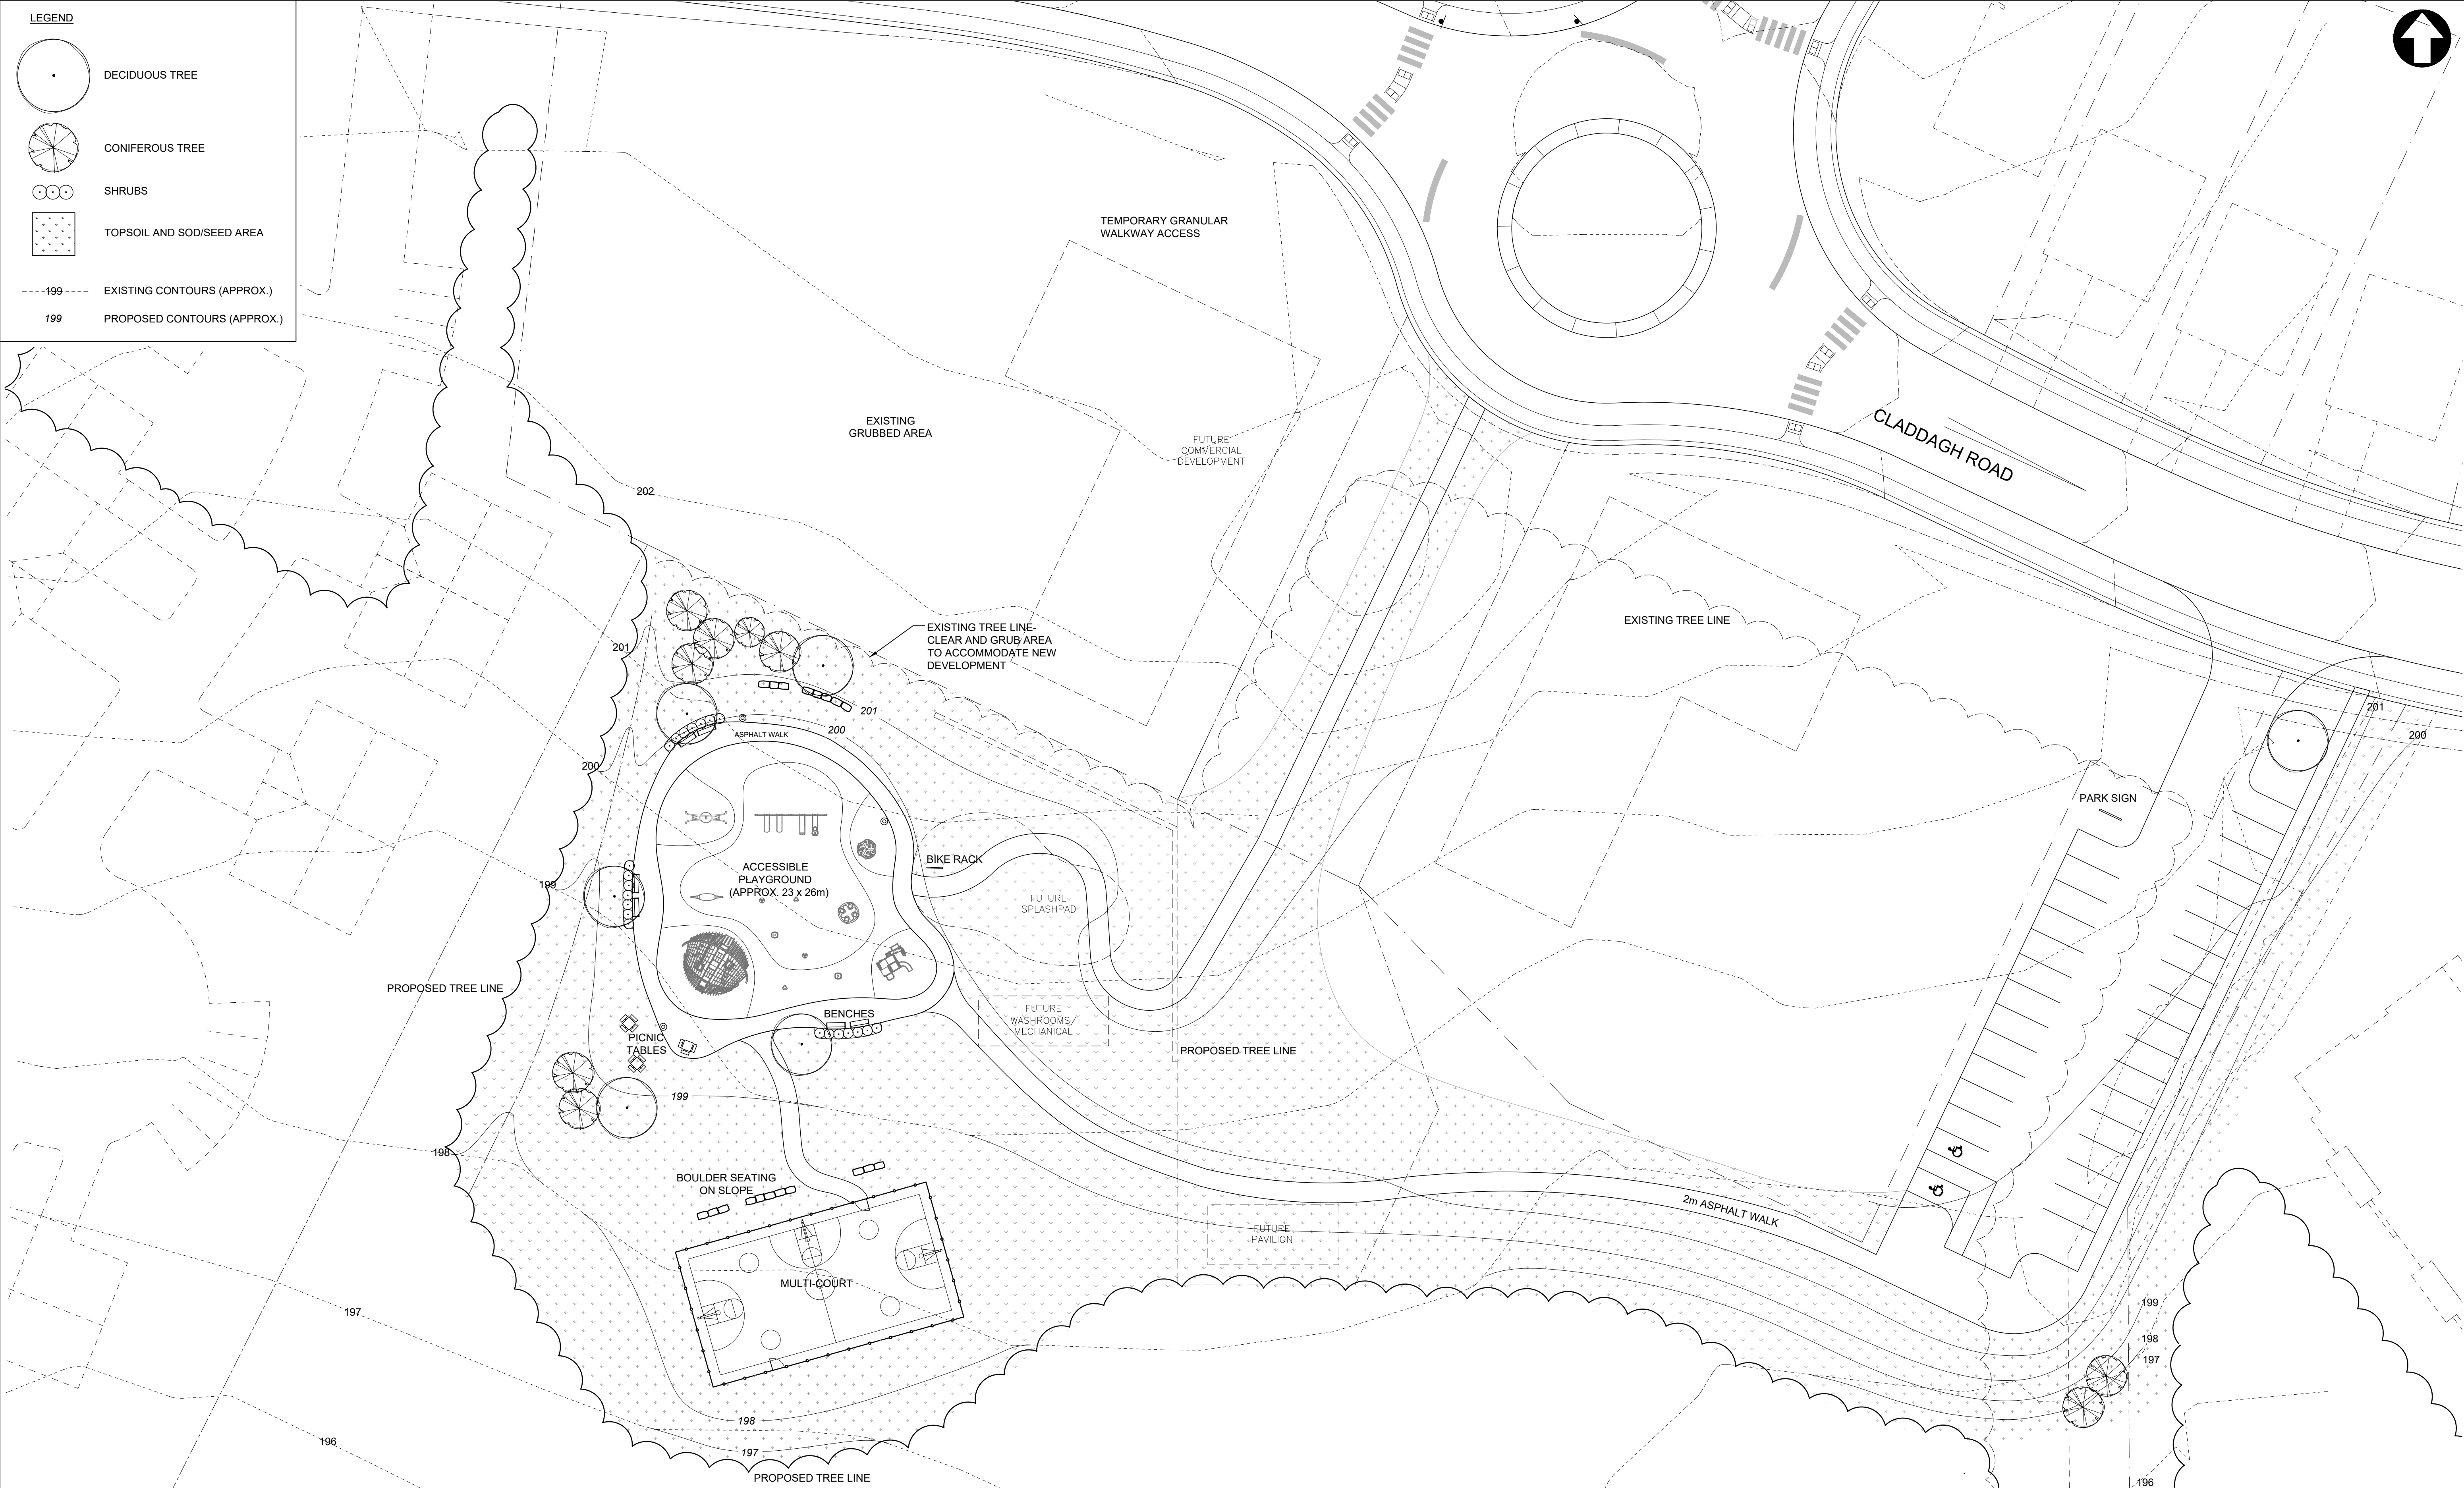 LEGEND
DECIDUOUS TREE
CONIFEROUS TREE
SHRUBS
TOPSOIL AND SOD/SEED AREA
199
EXISTING CONTOURS (APPROX.)
199
PROPOSED CONTOURS (APPROX.)
TEMPORARY GRANULAR
WALKWAY ACCESS
EXISTING
GRUBBED AREA
FUTURE
COMMERCIAL
DEVELOPMENT
CLADDAGH ROAD
202
EXISTING TREE LINE-
CLEAR AND GRUB AREA
TO ACCOMMODATE NEW
DEVELOPMENT
EXISTING TREE LINE
201
201
200
ASPHALT WALK
201
200
200
PARK SIGN
BIKE RACK
ACCESSIBLE
PLAYGROUND
(APPROX. 23 x 26m)
199
FUTURE
SPLASHPAD
PROPOSED TREE LINE
FUTURE
WASHROOMS/
MECHANICAL
BENCHES
PICNIC
TABLES
PROPOSED TREE LINE
199
198
BOULDER SEATING
ON SLOPE
2m ASPHALT WALK
FUTURE
PAVILION
MULTI-COURT
197
199
198
197
198
196
197
PROPOSED TREE LINE
196